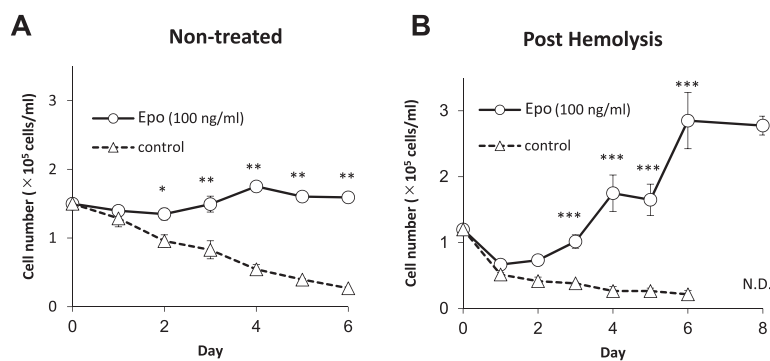 A
Non-treated
Cell number (×10⁵ cells/ml)
3
2
1
0
Epo (100 ng/ml)
control
*
**
**
**
**
0
2
4
6
Day
B
Post Hemolysis
Cell number (×10⁵ cells/ml)
3
2
1
0
Epo (100 ng/ml)
control
***
***
***
***
N.D.
0
2
4
6
8
Day